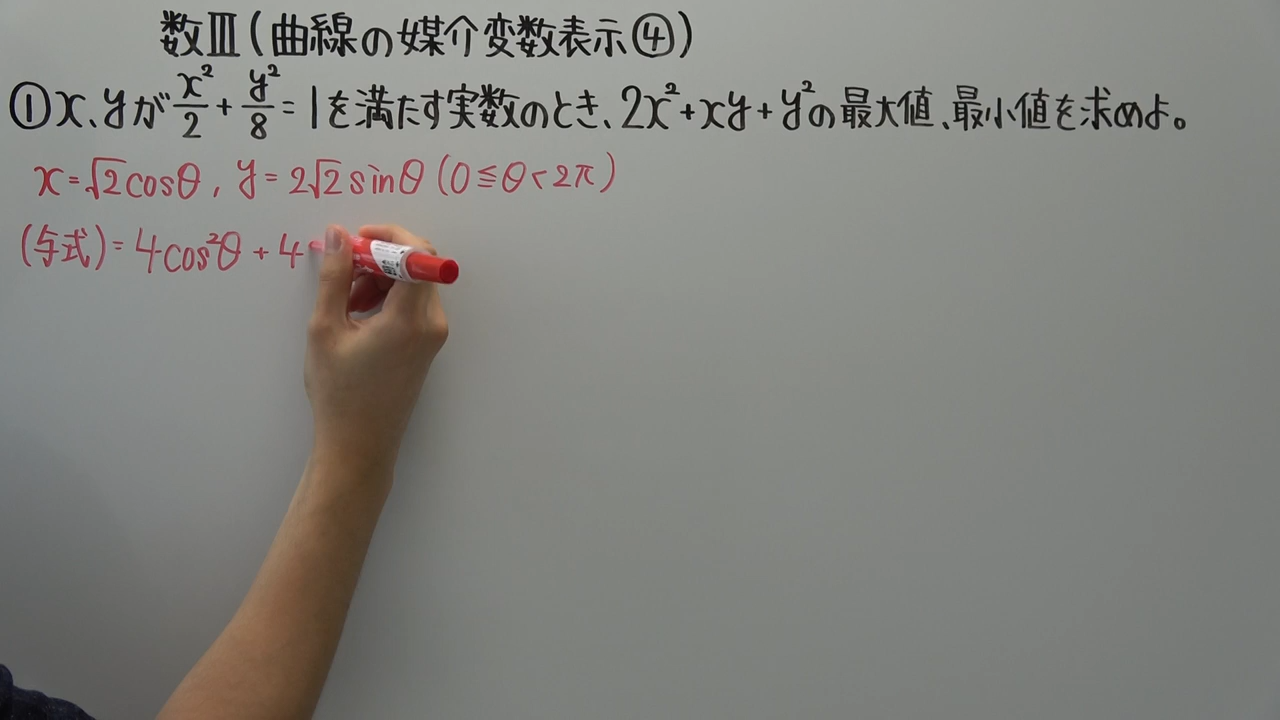 数Ⅲ(曲線の媒介変数表示④)
①x、yがx²/2+y²/8=1を満たす実数のとき、2x²+xy+y²の最大値、最小値を求めよ。
x=√2cosθ, y=2√2sinθ(0≦θ<2π)
(与式)=4cos²θ+4